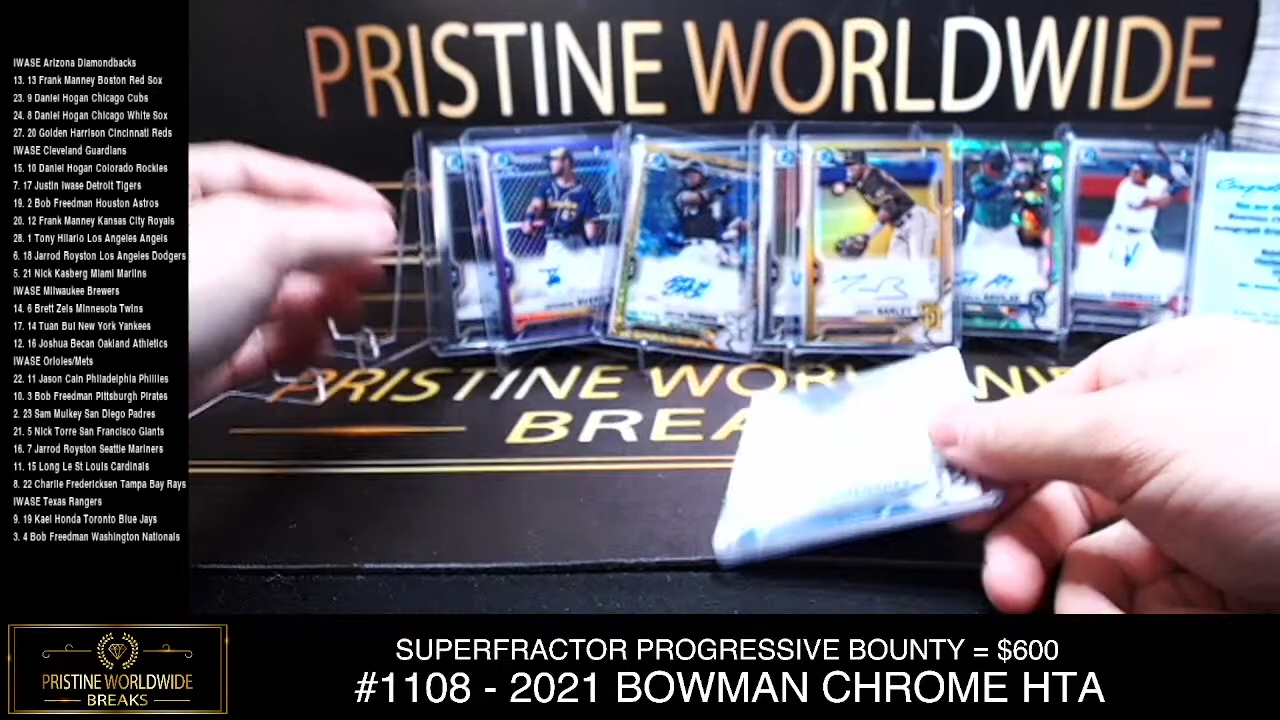 PRISTINE WORLDWIDE
IWASE Arizona Diamondbacks
13. 13 Frank Manney Boston Red Sox
23. 9 Daniel Hogan Chicago Cubs
24. 8 Daniel Hogan Chicago White Sox
27. 20 Golden Harrison Cincinnati Reds
IWASE Cleveland Guardians
15. 10 Daniel Hogan Colorado Rockies
7. 17 Justin Iwase Detroit Tigers
19. 2 Bob Freedman Houston Astros
20. 12 Frank Manney Kansas City Royals
28. 1 Tony Hilario Los Angeles Angels
6. 18 Jarrod Royston Los Angeles Dodgers
5. 21 Nick Kasberg Miami Marlins
IWASE Milwaukee Brewers
14. 6 Brett Zels Minnesota Twins
17. 14 Tuan Bui New York Yankees
12. 16 Joshua Becan Oakland Athletics
IWASE Orioles/Mets
22. 11 Jason Cain Philadelphia Phillies
10. 3 Bob Freedman Pittsburgh Pirates
2. 23 Sam Mulkey San Diego Padres
21. 5 Nick Torre San Francisco Giants
16. 7 Jarrod Royston Seattle Mariners
11. 15 Long Le St Louis Cardinals
8. 22 Charlie Fredericksen Tampa Bay Rays
IWASE Texas Rangers
9. 19 Kael Honda Toronto Blue Jays
3. 4 Bob Freedman Washington Nationals
PRISTINE WOR
BREA
PRISTINE WORLDWIDE
BREAKS
SUPERFRACTOR PROGRESSIVE BOUNTY = $600
#1108 - 2021 BOWMAN CHROME HTA